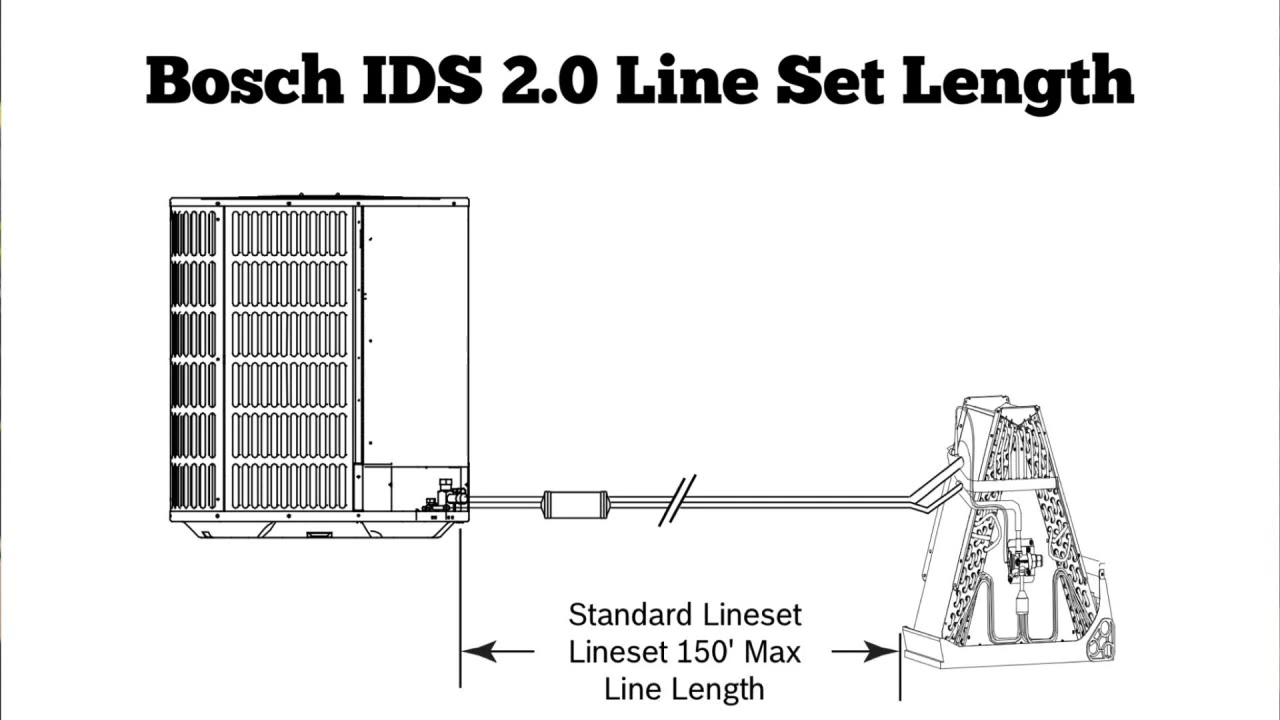 Bosch IDS 2.0 Line Set Length
Standard Lineset
Lineset 150' Max
Line Length